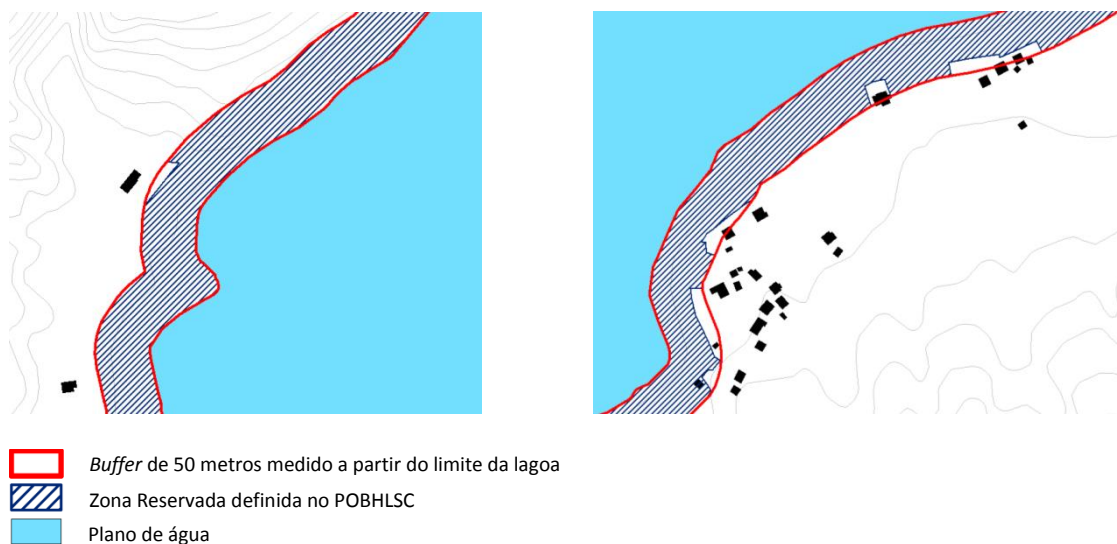 Buffer de 50 metros medido a partir do limite da lagoa
Zona Reservada definida no POBHLSC
Plano de água